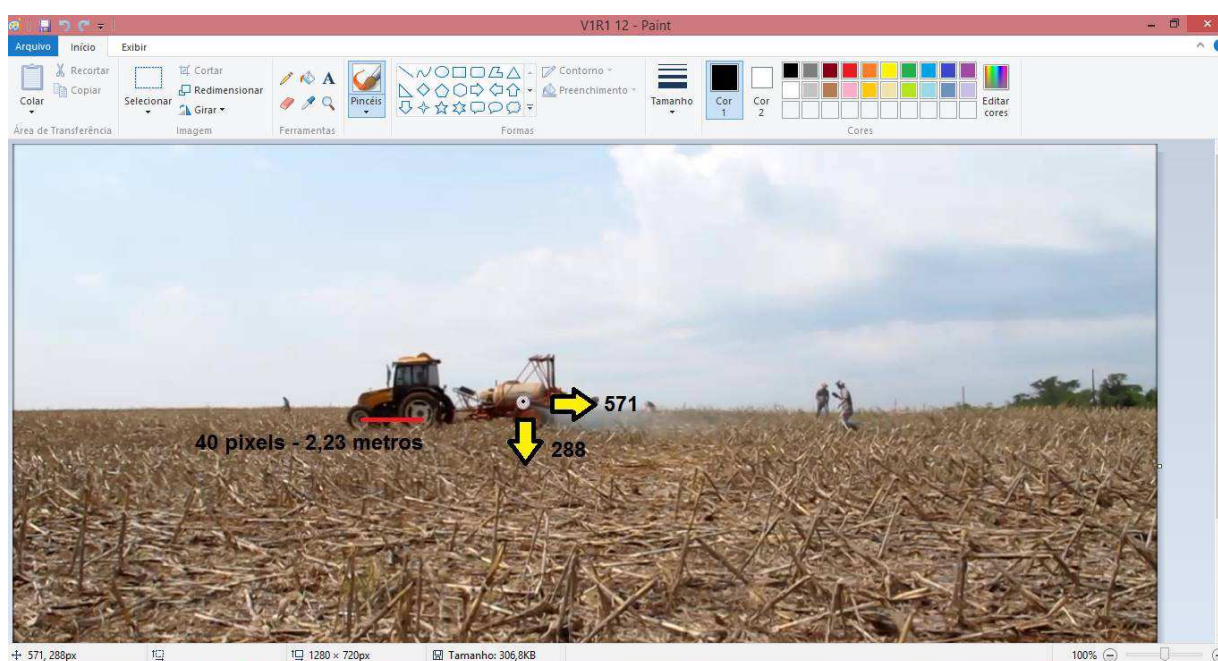 V1R1 12 - Paint
Arquivo Início Exibir
Colar
Recortar
Copiar
Área de Transferência
Selecionar
Cortar
Redimensionar
Girar
Imagem
A
Ferramentas
Pincéis
Contorno
Preenchimento
Formas
Tamanho
Cor
1
Cor
2
Editar
cores
Cores
571
40 pixels - 2,23 metros
288
571, 288px
1280 × 720px
Tamanho: 306,8KB
100%